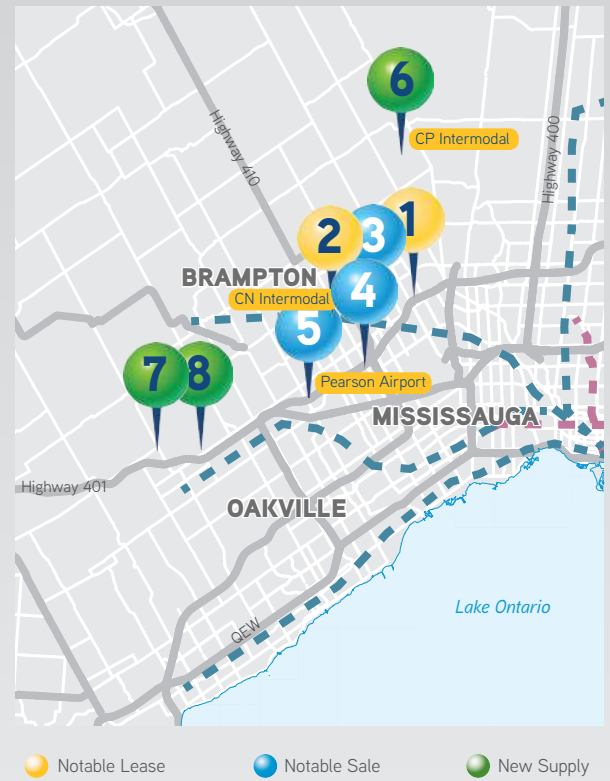 6
CP Intermodal
Highway 410
Highway 400
1
2
3
BRAMPTON
CN Intermodal
4
5
7
8
Pearson Airport
MISSISSAUGA
Highway 401
OAKVILLE
Lake Ontario
QEW
Notable Lease
Notable Sale
New Supply